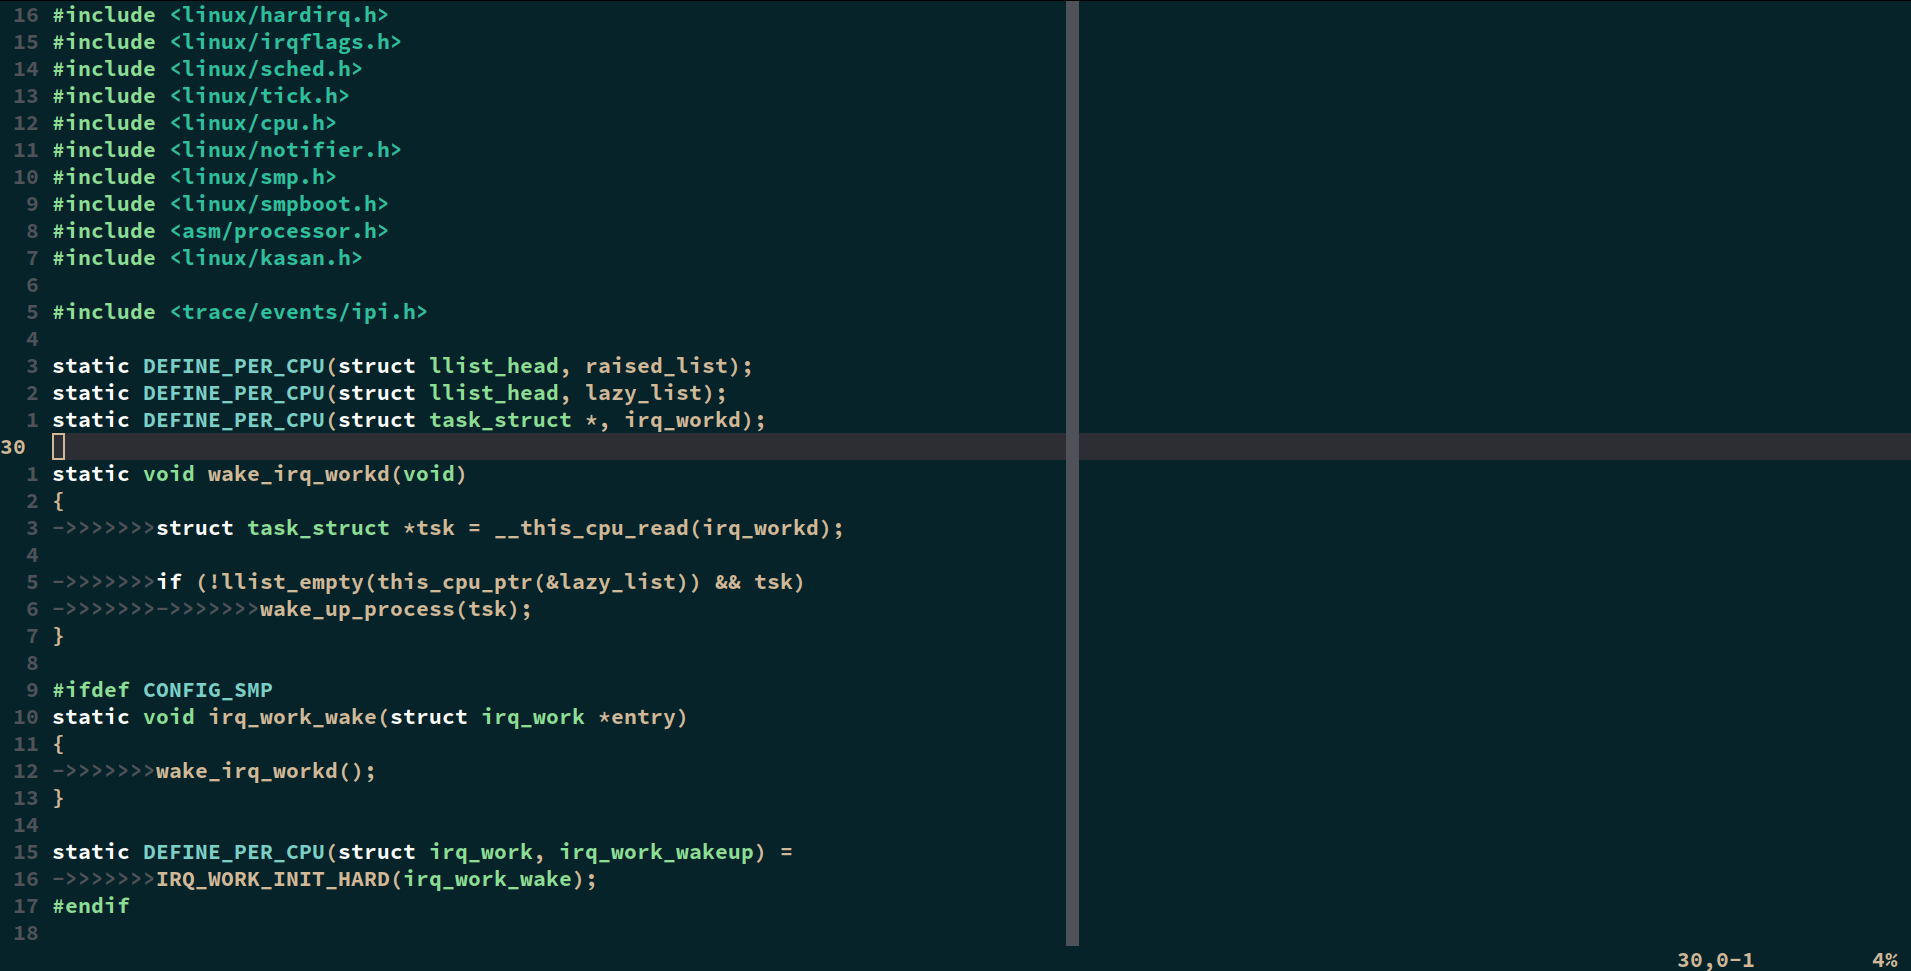 16 #include <linux/hardirq.h>
15 #include <linux/irqflags.h>
14 #include <linux/sched.h>
13 #include <linux/tick.h>
12 #include <linux/cpu.h>
11 #include <linux/notifier.h>
10 #include <linux/smp.h>
9 #include <linux/smpboot.h>
8 #include <asm/processor.h>
7 #include <linux/kasan.h>
6
5 #include <trace/events/ipi.h>
4
3 static DEFINE_PER_CPU(struct llist_head, raised_list);
2 static DEFINE_PER_CPU(struct llist_head, lazy_list);
1 static DEFINE_PER_CPU(struct task_struct *, irq_workd);
30
1 static void wake_irq_workd(void)
2 {
3 ->>>>>>>struct task_struct *tsk = __this_cpu_read(irq_workd);
4
5 ->>>>>>>if (!llist_empty(this_cpu_ptr(&lazy_list)) && tsk)
6 ->>>>>>>->>>>>>>wake_up_process(tsk);
7 }
8
9 #ifdef CONFIG_SMP
10 static void irq_work_wake(struct irq_work *entry)
11 {
12 ->>>>>>>wake_irq_workd();
13 }
14
15 static DEFINE_PER_CPU(struct irq_work, irq_work_wakeup) =
16 ->>>>>>>IRQ_WORK_INIT_HARD(irq_work_wake);
17 #endif
18
30,0-1 4%